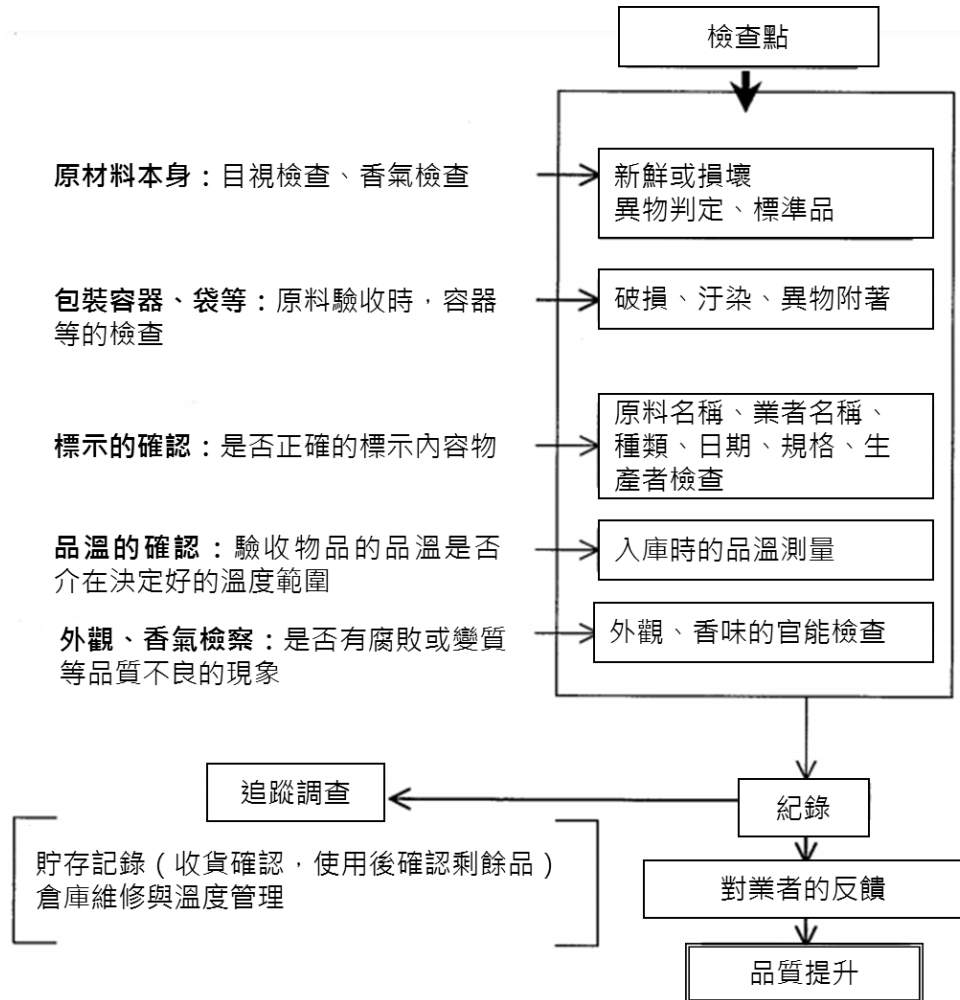 檢查點
原材料本身：目視檢查、香氣檢查
新鮮或損壞
異物判定、標準品
包裝容器、袋等：原料驗收時，容器
等的檢查
破損、汙染、異物附著
標示的確認：是否正確的標示內容物
原料名稱、業者名稱、
種類、日期、規格、生
產者檢查
品溫的確認：驗收物品的品溫是否
介在決定好的溫度範圍
入庫時的品溫測量
外觀、香氣檢察：是否有腐敗或變質
等品質不良的現象
外觀、香味的官能檢查
追蹤調查
紀錄
貯存記錄（收貨確認，使用後確認剩餘品）
倉庫維修與溫度管理
對業者的反饋
品質提升